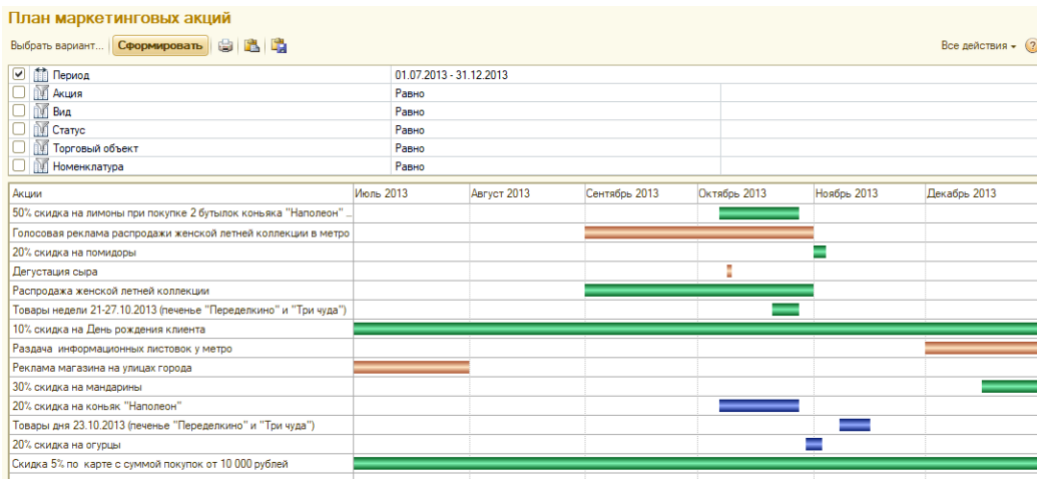 План маркетинговых акций
Выбрать вариант... Сформировать Все действия
Период 01.07.2013 - 31.12.2013
Акция Равно
Вид Равно
Статус Равно
Торговый объект Равно
Номенклатура Равно
Акции Июль 2013 Август 2013 Сентябрь 2013 Октябрь 2013 Ноябрь 2013 Декабрь 2013
50% скидка на лимоны при покупке 2 бутылок коньяка "Наполеон" ...
Голосовая реклама распродажи женской летней коллекции в метро
20% скидка на помидоры
Дегустация сыра
Распродажа женской летней коллекции
Товары недели 21-27.10.2013 (печенье "Переделкино" и "Три чуда")
10% скидка на День рождения клиента
Раздача информационных листовок у метро
Реклама магазина на улицах города
30% скидка на мандарины
20% скидка на коньяк "Наполеон"
Товары дня 23.10.2013 (печенье "Переделкино" и "Три чуда")
20% скидка на огурцы
Скидка 5% по карте с суммой покупок от 10 000 рублей